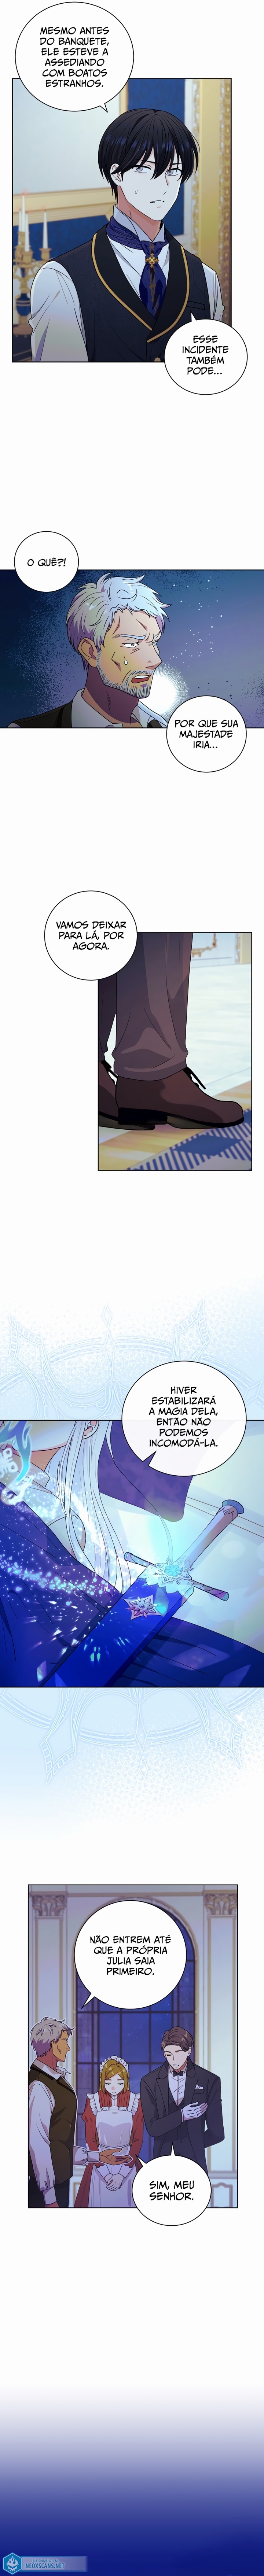 MESMO ANTES
DO BANQUETE,
ELE ESTEVE A
ASSEDIANDO
COM BOATOS
ESTRANHOS.
ESSE
INCIDENTE
TAMBÉM
PODE...
O QUÊ?!
POR QUE SUA
MAJESTADE
IRIA...
VAMOS DEIXAR
PARA LÁ, POR
AGORA.
HIVER
ESTABILIZARÁ
A MAGIA DELA,
ENTÃO NÃO
PODEMOS
INCOMODÁ-LA.
NÃO ENTREM ATÉ
QUE A PRÓPRIA
JULIA SAIA
PRIMEIRO.
SIM, MEU
SENHOR.
NEOXSCANS.NET